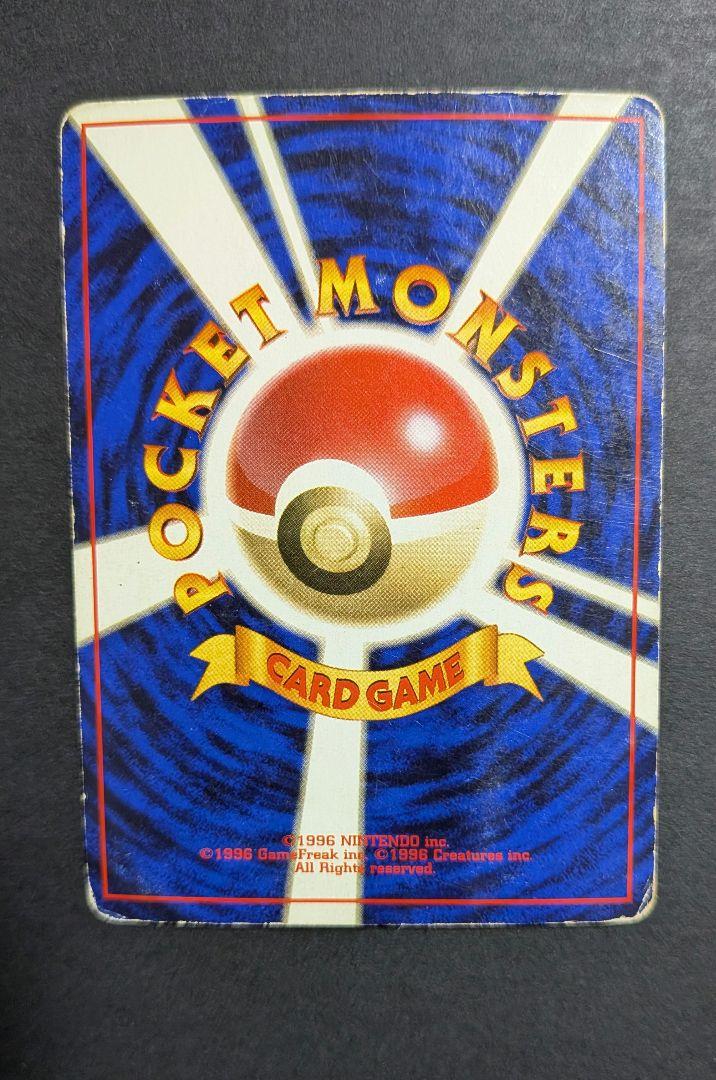 POCKET MONSTERS
CARD GAME
©1996 NINTENDO inc.
©1996 GameFreak inc. ©1996 Creatures inc.
All Rights reserved.